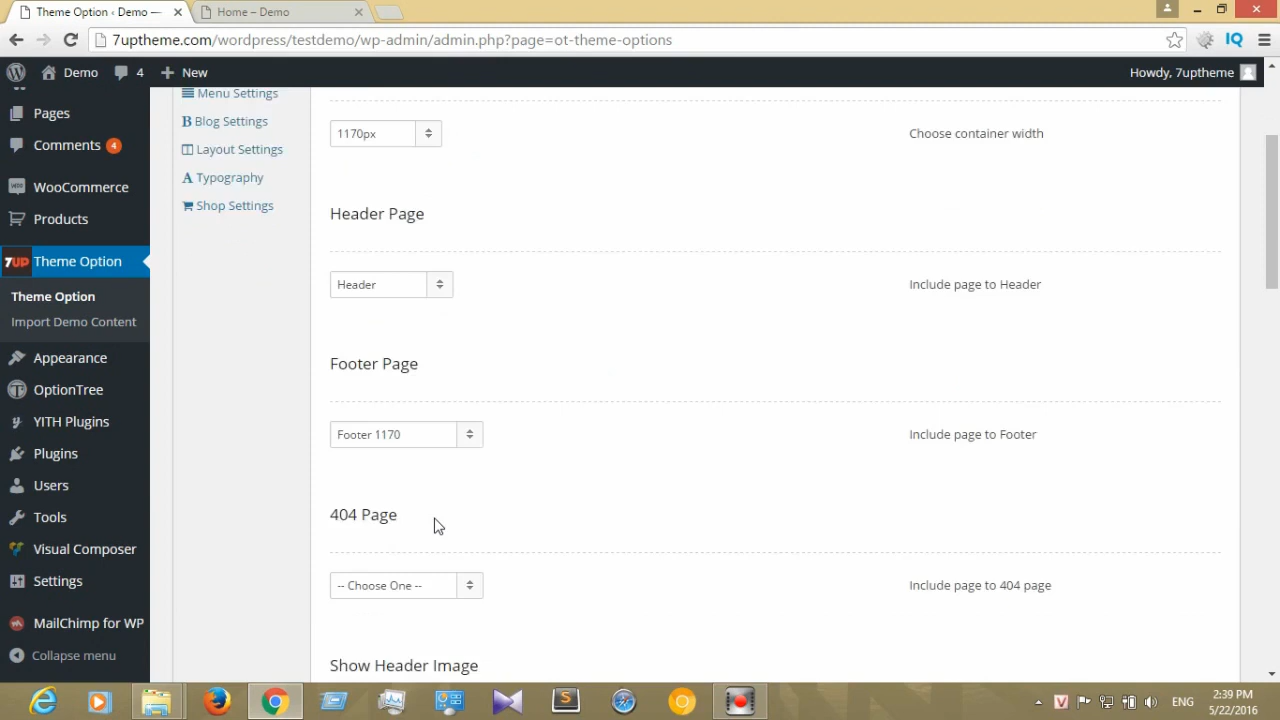 Theme Option ‹ Demo —
Home – Demo
7uptheme.com/wordpress/testdemo/wp-admin/admin.php?page=ot-theme-options
IQ
Demo
4
New
Howdy, 7uptheme
Pages
Comments 4
WooCommerce
Products
7UP Theme Option
Theme Option
Import Demo Content
Appearance
OptionTree
YITH Plugins
Plugins
Users
Tools
Visual Composer
Settings
MailChimp for WP
Collapse menu
Menu Settings
B Blog Settings
Layout Settings
A Typography
Shop Settings
1170px
Choose container width
Header Page
Header
Include page to Header
Footer Page
Footer 1170
Include page to Footer
404 Page
-- Choose One --
Include page to 404 page
Show Header Image
V
ENG
2:39 PM
5/22/2016